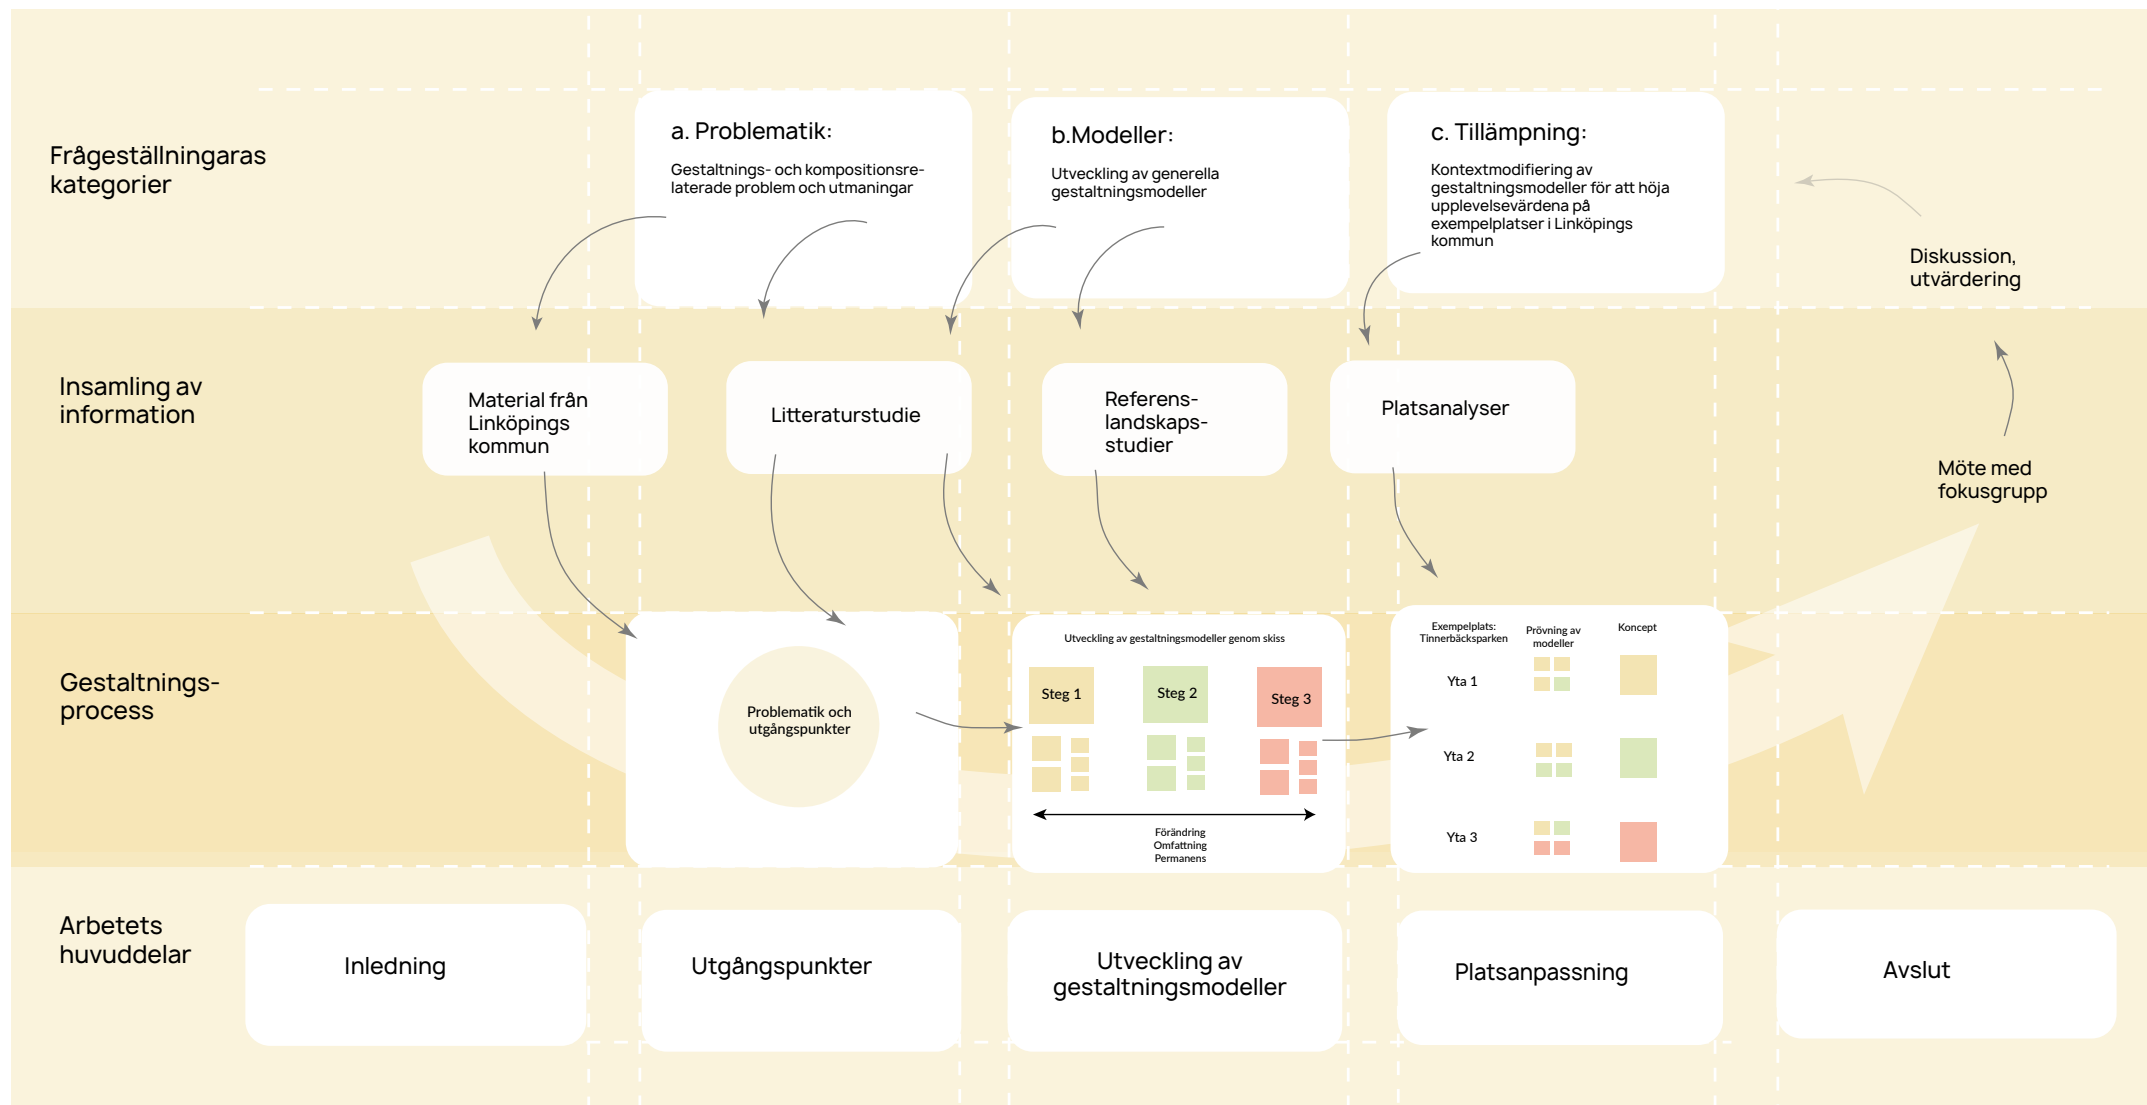 Frågeställningaras
kategorier
a. Problematik:
Gestaltnings- och kompositionsre-
laterade problem och utmaningar
b.Modeller:
Utveckling av generella
gestaltningsmodeller
c. Tillämpning:
Kontextmodifiering av
gestaltningsmodeller för att höja
upplevelsevärdena på
exempelplatser i Linköpings
kommun
Diskussion,
utvärdering
Insamling av
information
Material från
Linköpings
kommun
Litteraturstudie
Referens-
landskaps-
studier
Platsanalyser
Möte med
fokusgrupp
Gestaltnings-
process
Problematik och
utgångspunkter
Utveckling av gestaltningsmodeller genom skiss
Steg 1
Steg 2
Steg 3
Förändring
Omfattning
Permanens
Exempelplats:
Tinnerbäcksparken
Prövning av
modeller
Koncept
Yta 1
Yta 2
Yta 3
Arbetets
huvuddelar
Inledning
Utgångspunkter
Utveckling av
gestaltningsmodeller
Platsanpassning
Avslut